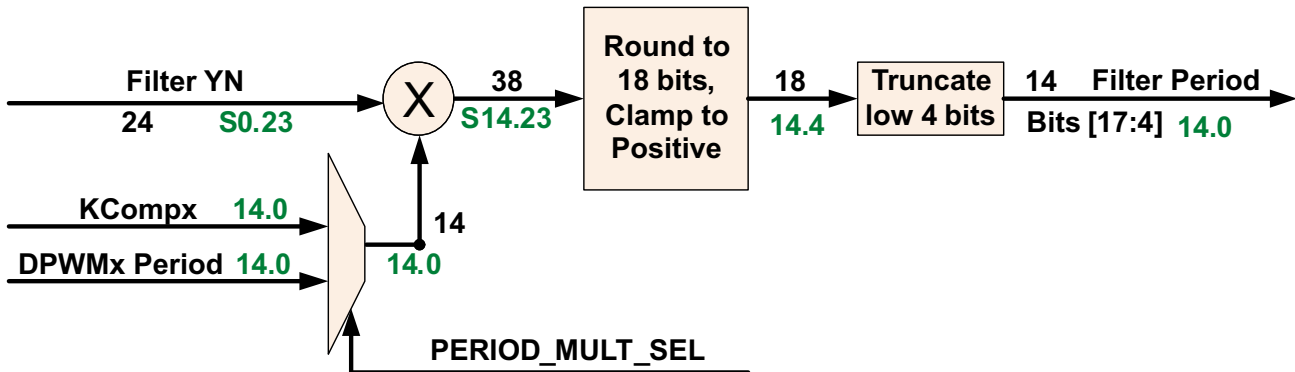 Filter YN
24 S0.23
X
38
S14.23
Round to
18 bits,
Clamp to
Positive
18
14.4
Truncate
low 4 bits
14 Filter Period
Bits [17:4] 14.0
KCompx 14.0
DPWMx Period 14.0
14
14.0
PERIOD_MULT_SEL